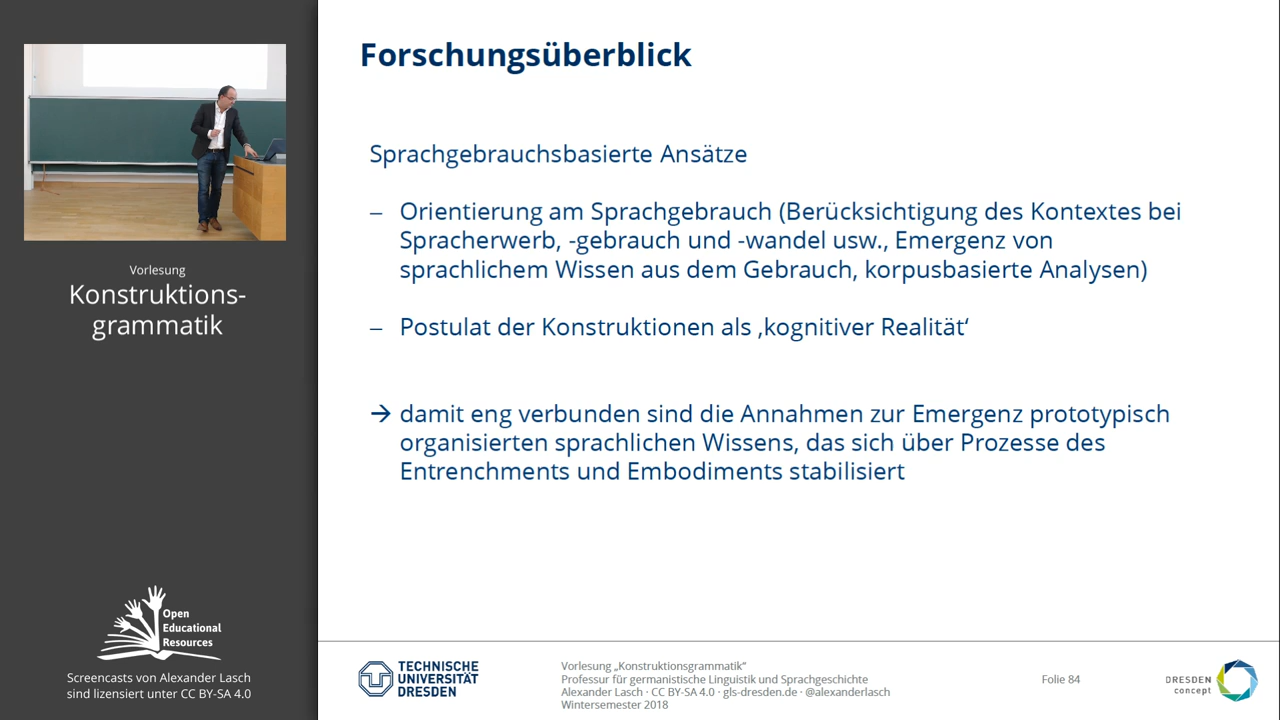 Forschungsüberblick
Sprachgebrauchsbasierte Ansätze
– Orientierung am Sprachgebrauch (Berücksichtigung des Kontextes bei
Spracherwerb, -gebrauch und -wandel usw., Emergenz von
sprachlichem Wissen aus dem Gebrauch, korpusbasierte Analysen)
– Postulat der Konstruktionen als ‚kognitiver Realität‘
→ damit eng verbunden sind die Annahmen zur Emergenz prototypisch
organisierten sprachlichen Wissens, das sich über Prozesse des
Entrenchments und Embodiments stabilisiert
Vorlesung
Konstruktions-
grammatik
Open
Educational
Resources
Screencasts von Alexander Lasch
sind lizensiert unter CC BY-SA 4.0
TECHNISCHE
UNIVERSITÄT
DRESDEN
Vorlesung „Konstruktionsgrammatik“
Professur für germanistische Linguistik und Sprachgeschichte
Alexander Lasch · CC BY-SA 4.0 · gls-dresden.de · @alexanderlasch
Wintersemester 2018
Folie 84
DRESDEN
concept